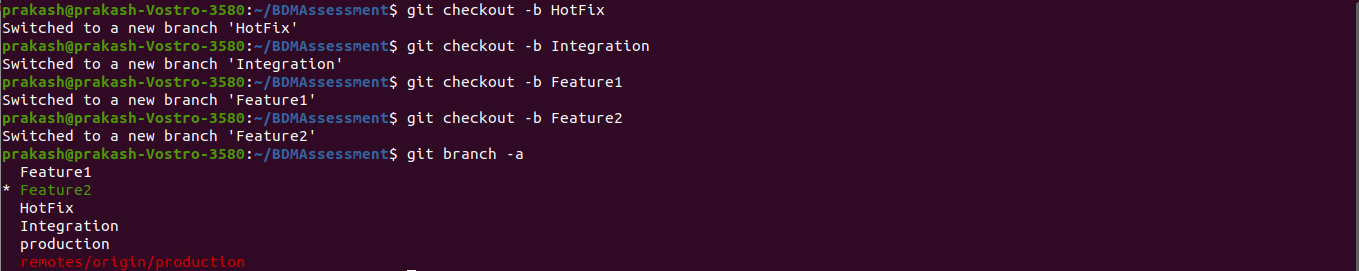 prakash@prakash-Vostro-3580:~/BDMAssessment$ git checkout -b HotFix
Switched to a new branch 'HotFix'
prakash@prakash-Vostro-3580:~/BDMAssessment$ git checkout -b Integration
Switched to a new branch 'Integration'
prakash@prakash-Vostro-3580:~/BDMAssessment$ git checkout -b Feature1
Switched to a new branch 'Feature1'
prakash@prakash-Vostro-3580:~/BDMAssessment$ git checkout -b Feature2
Switched to a new branch 'Feature2'
prakash@prakash-Vostro-3580:~/BDMAssessment$ git branch -a
  Feature1
* Feature2
  HotFix
  Integration
  production
  remotes/origin/production